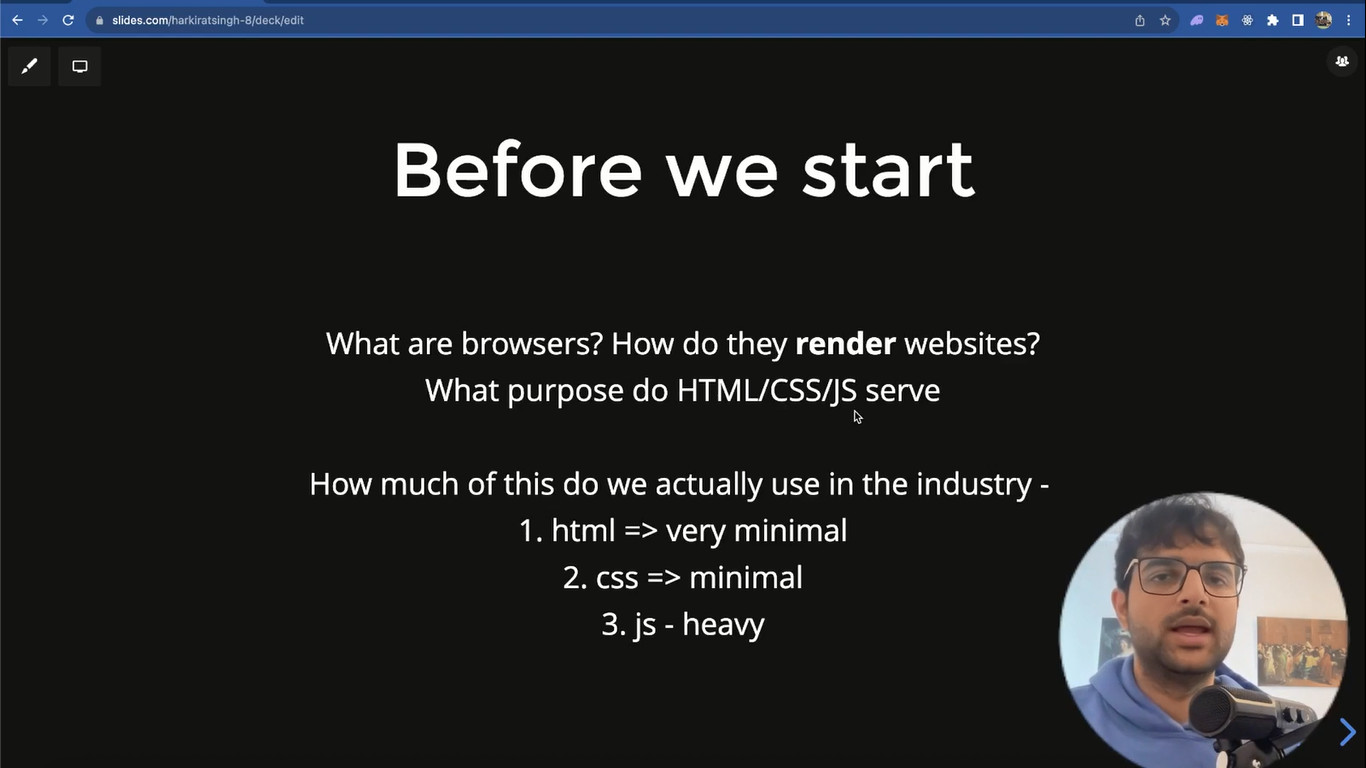 slides.com/harkiratsingh-8/deck/edit
Before we start
What are browsers? How do they render websites?
What purpose do HTML/CSS/JS serve
How much of this do we actually use in the industry -
1. html => very minimal
2. css => minimal
3. js - heavy